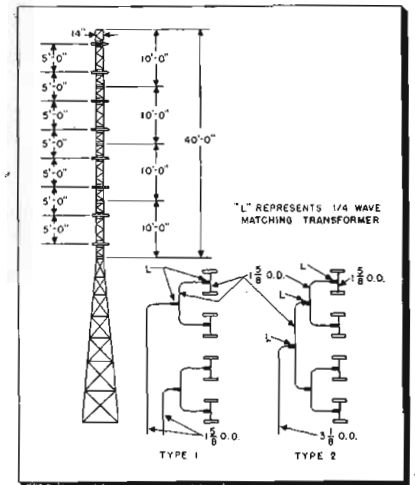 14"
5'-0"
5'-0"
5'-0"
5'-0"
5'-0"
5'-0"
5'-0"
10'-0"
10'-0"
10'-0"
10'-0"
40'-0"
"L" REPRESENTS 1/4 WAVE
MATCHING TRANSFORMER
L
1 5/8 O.D.
L
L
L
1 5/8 O.D.
1 5/8 O.D.
3 1/8 O.D.
TYPE 1
TYPE 2